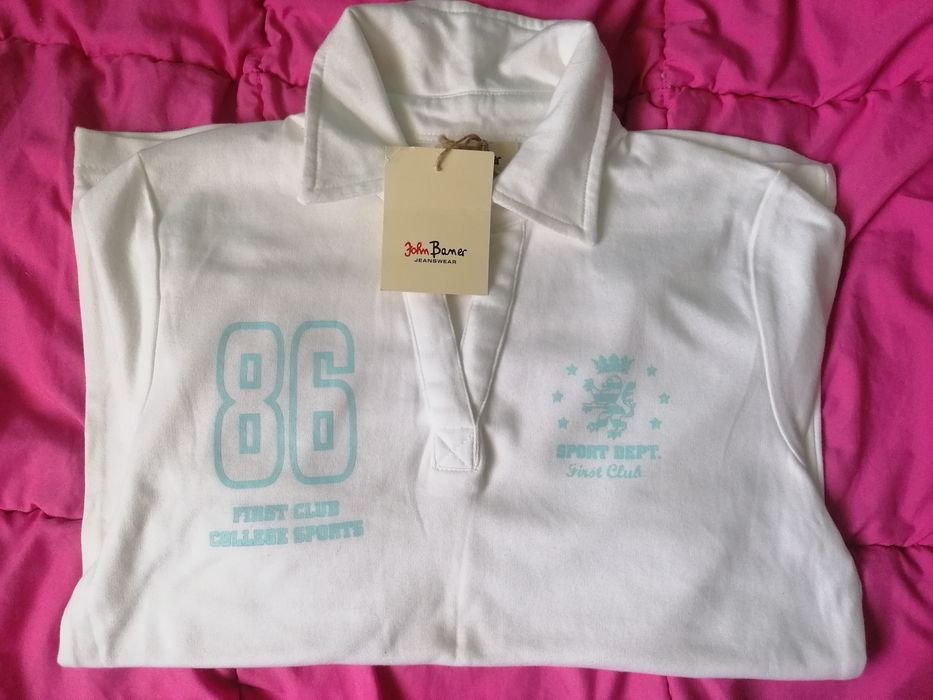 John Baner
JEANSWEAR
86
FIRST CLUB
COLLEGE SPORTS
SPORT DEPT.
First Club